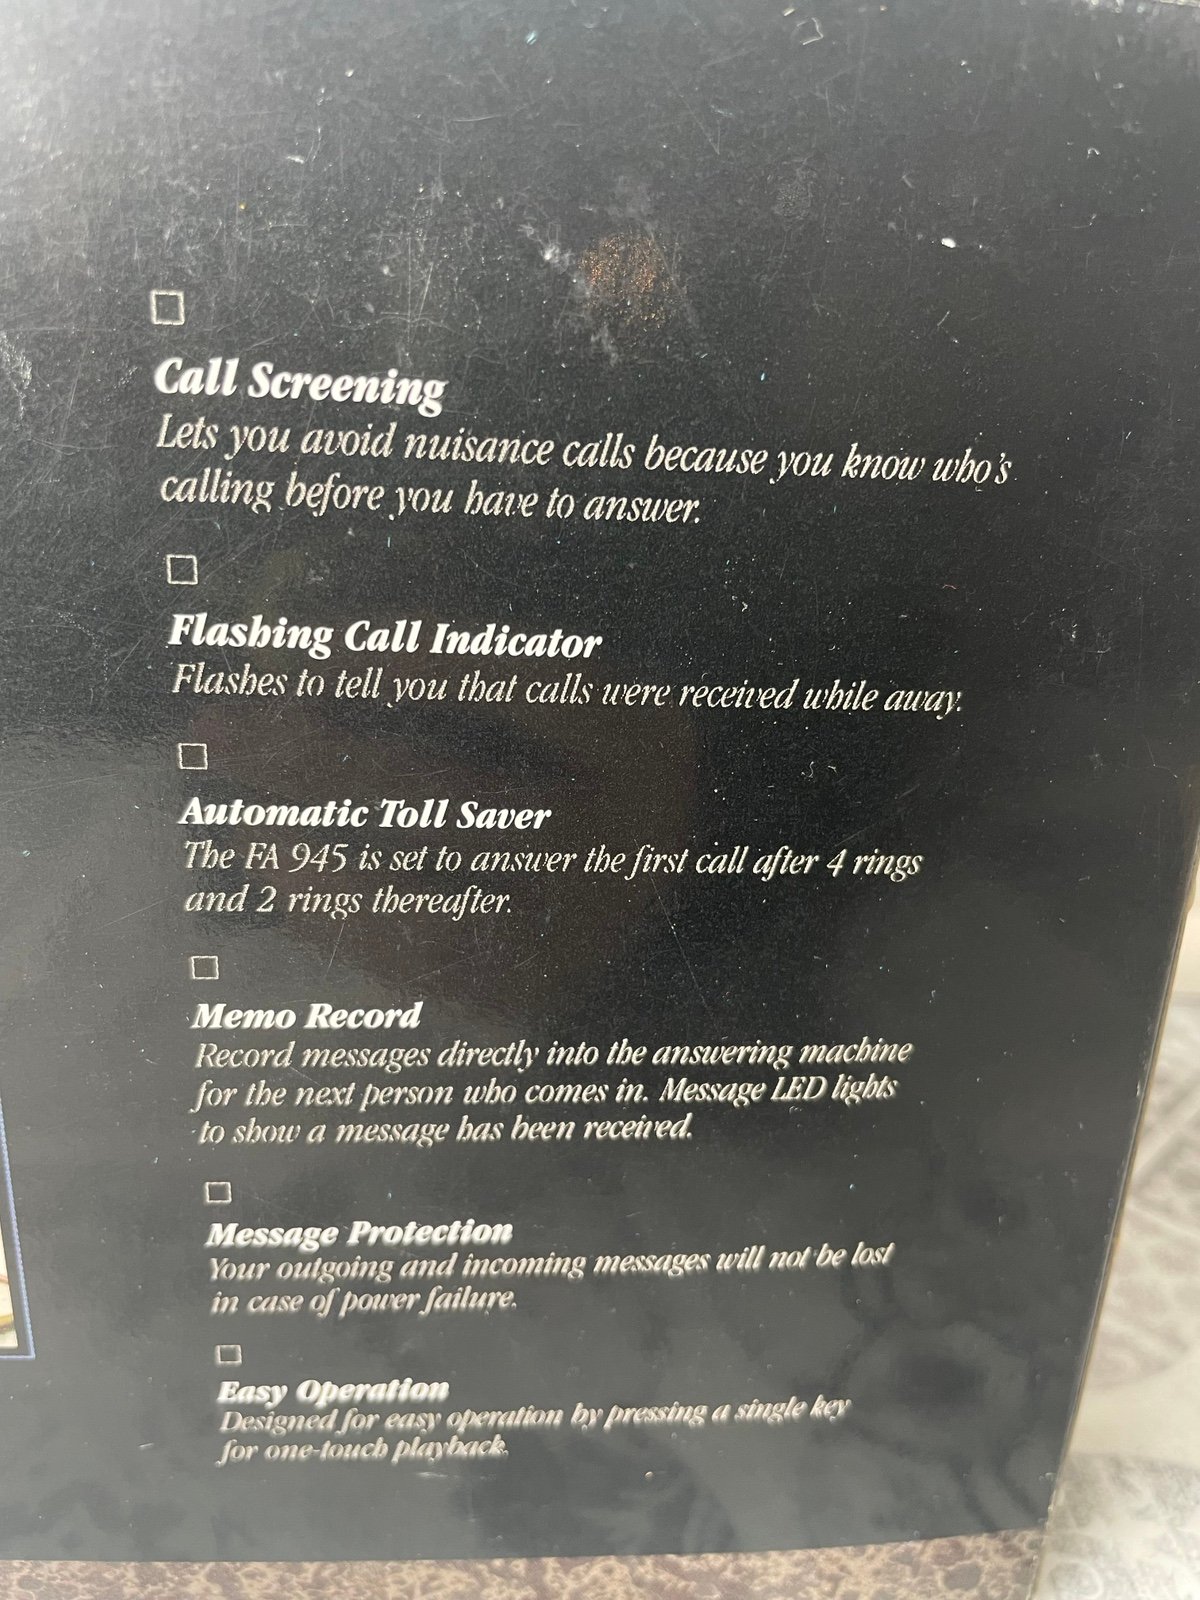 Call Screening
Lets you avoid nuisance calls because you know who's
calling before you have to answer.
Flashing Call Indicator
Flashes to tell you that calls were received while away.
Automatic Toll Saver
The FA 945 is set to answer the first call after 4 rings
and 2 rings thereafter.
Memo Record
Record messages directly into the answering machine
for the next person who comes in. Message LED lights
to show a message has been received.
Message Protection
Your outgoing and incoming messages will not be lost
in case of power failure.
Easy Operation
Designed for easy operation by pressing a single key
for one-touch playback.